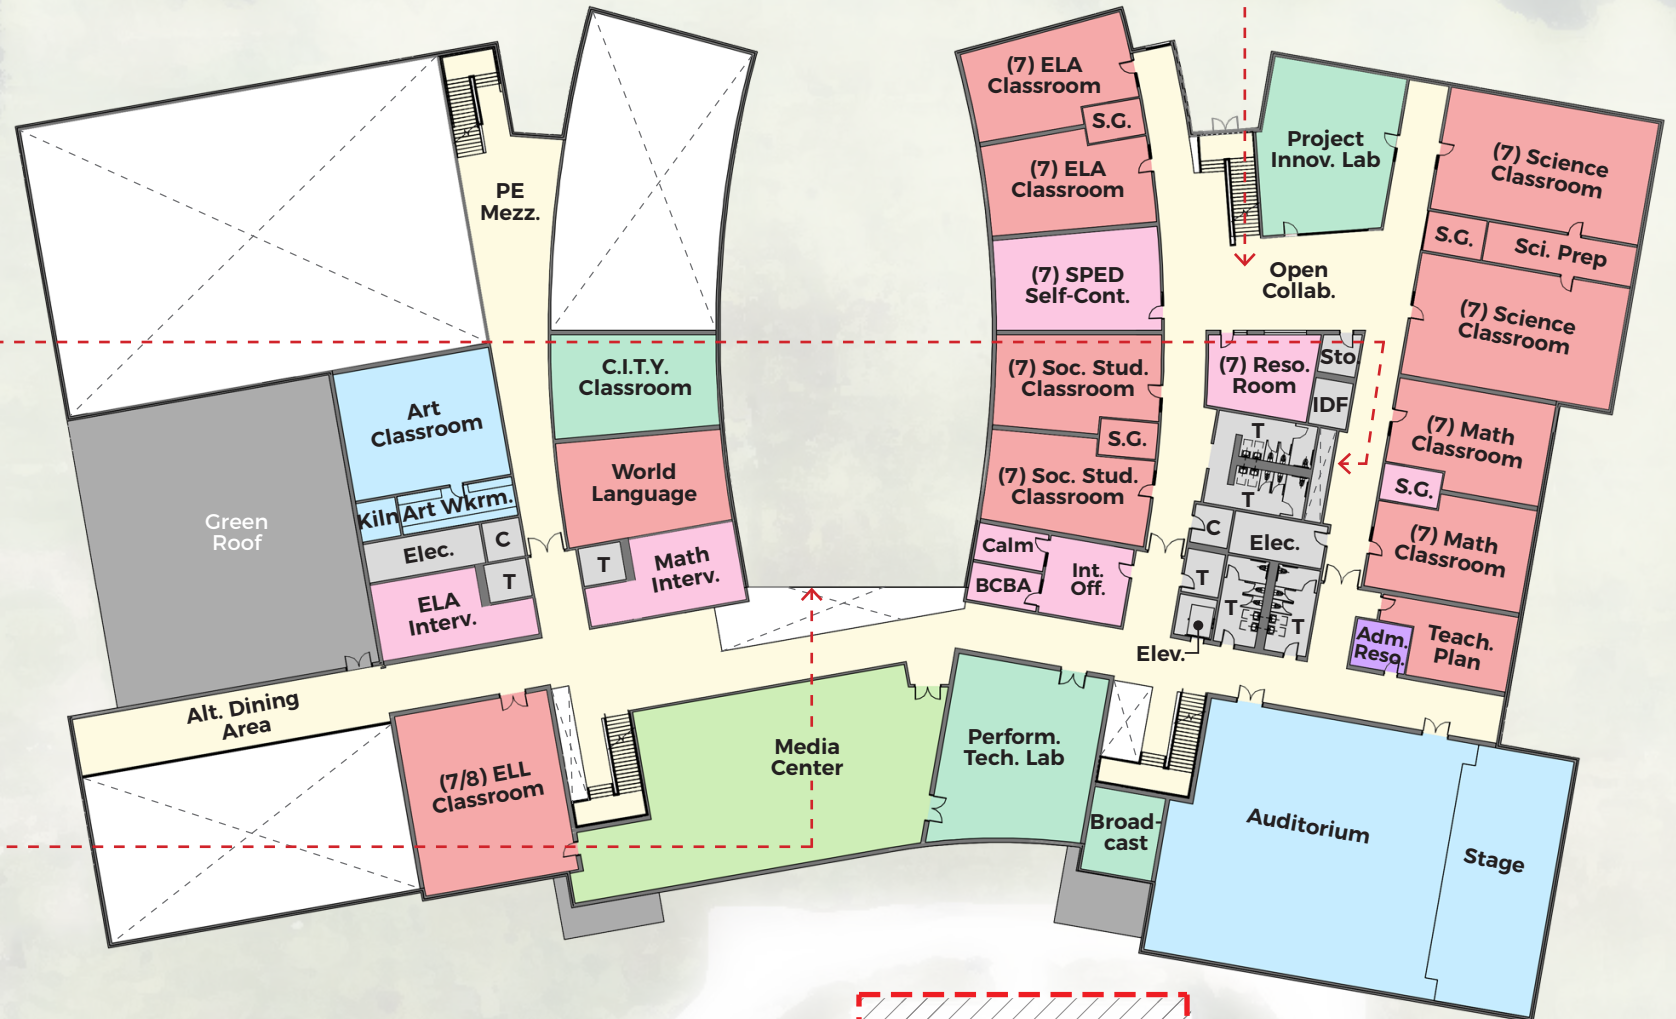 PE
Mezz.
(7) ELA
Classroom
S.G.
(7) ELA
Classroom
(7) SPED
Self-Cont.
(7) Soc. Stud.
Classroom
S.G.
(7) Soc. Stud.
Classroom
Calm
BCBA
Int.
Off.
Project
Innov. Lab
Open
Collab.
(7) Science
Classroom
S.G.
Sci. Prep
(7) Science
Classroom
(7) Reso.
Room
Sto.
IDF
T
T
C
Elec.
T
T
T
Elev.
(7) Math
Classroom
S.G.
(7) Math
Classroom
Adm.
Reso.
Teach.
Plan
C.I.T.Y.
Classroom
World
Language
T
Math
Interv.
Art
Classroom
Kiln
Art Wkrm.
Elec.
C
T
ELA
Interv.
Green
Roof
Alt. Dining
Area
(7/8) ELL
Classroom
Media
Center
Perform.
Tech. Lab
Broad-
cast
Auditorium
Stage